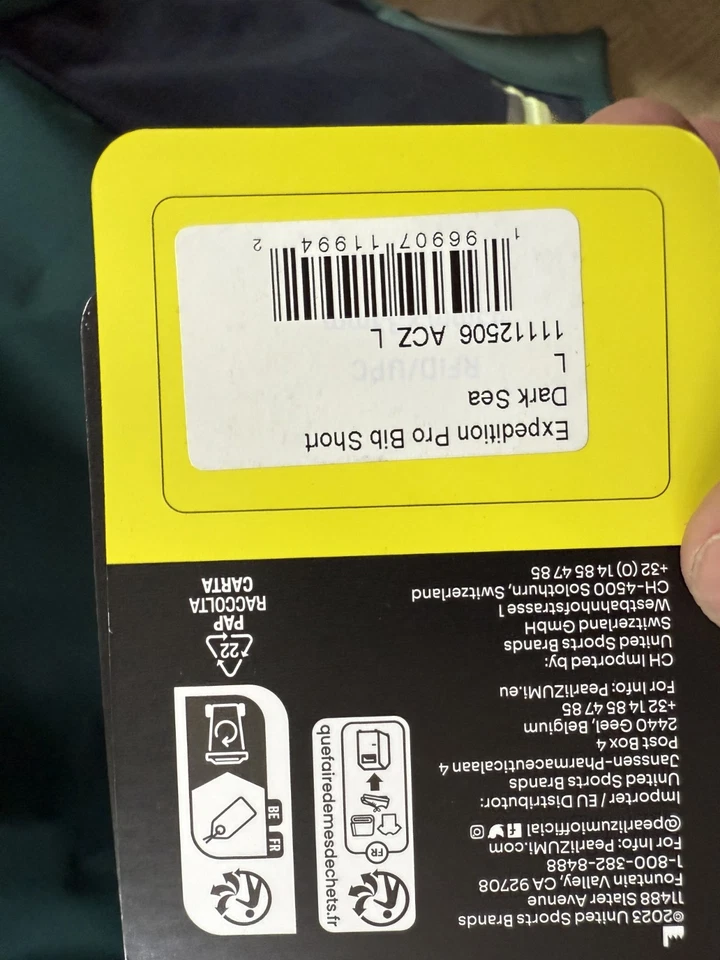 Expedition Pro Bib Short
Dark Sea
L
11112506 ACZ L
1 96907 11994 2
RFID/UPC
©2023 United Sports Brands
11488 Slater Avenue
Fountain Valley, CA 92708
1-800-382-8488
For Info: PearliZUMi.com
@pearlizumiofficial
Importer / EU Distributor:
United Sports Brands
Janssen-Pharmaceuticalaan 4
Post Box 4
2440 Geel, Belgium
+32 14 85 47 85
For Info: PearliZUMi.eu
CH Imported by:
United Sports Brands
Switzerland GmbH
Westbahnhofstrasse 1
CH-4500 Solothurn, Switzerland
+32 (0) 14 85 47 85
FR
quefairedemesdechets.fr
BE
FR
22
PAP
RACCOLTA
CARTA